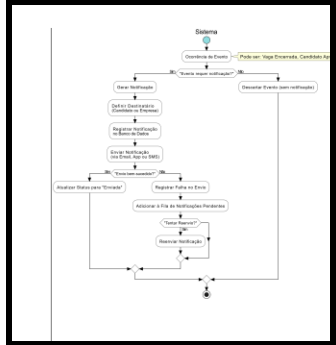 Sistema
Ocorrência de Evento
Pode ser: Vaga Encerrada, Candidato Ap
"Evento requer notificação?"
Sim
Não
Gerar Notificação
Descartar Evento (sem notificação)
Definir Destinatário
(Candidato ou Empresa)
Registrar Notificação
no Banco de Dados
Enviar Notificação
(via Email, App ou SMS)
"Envio bem-sucedido?"
Sim
Não
Atualizar Status para "Enviada"
Registrar Falha no Envio
Adicionar à Fila de Notificações Pendentes
"Tentar Reenvio?"
Sim
Reenviar Notificação